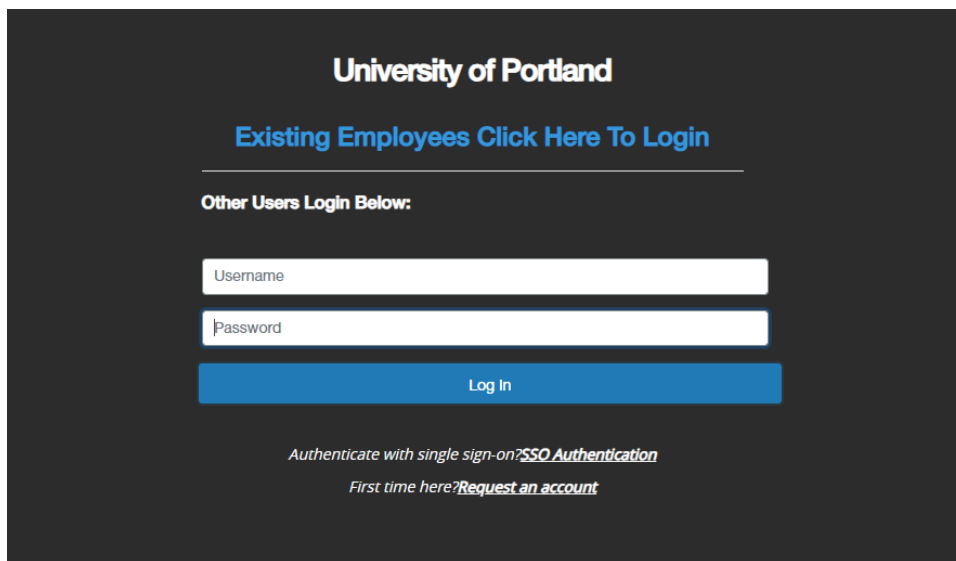 University of Portland
Existing Employees Click Here To Login
Other Users Login Below:
Username
Password
Log In
Authenticate with single sign-on?SSO Authentication
First time here?Request an account